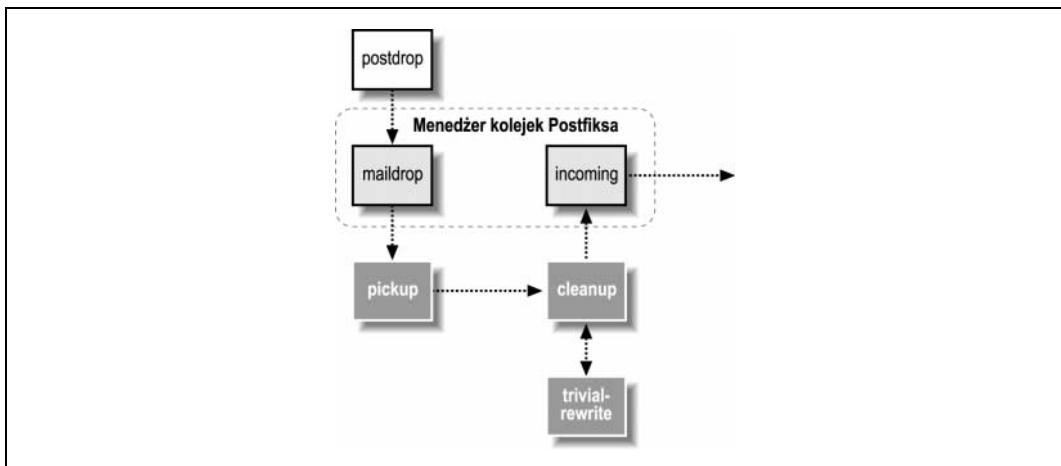 postdrop
Menedżer kolejek Postfiksa
maildrop
incoming
pickup
cleanup
trivial-
rewrite